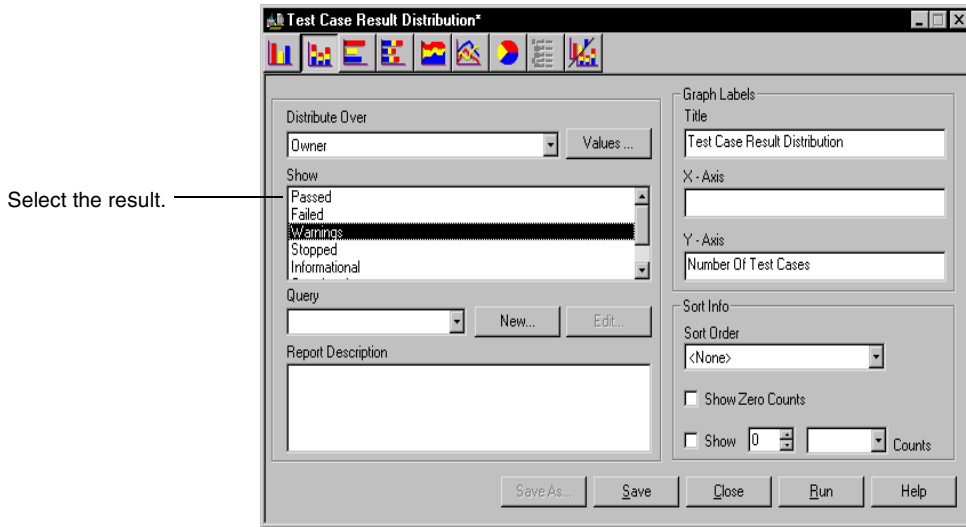 Test Case Result Distribution*
Distribute Over
Owner
Values ...
Show
Select the result.
Passed
Failed
Warnings
Stopped
Informational
Query
New...
Edit...
Report Description
Graph Labels
Title
Test Case Result Distribution
X - Axis
Y - Axis
Number Of Test Cases
Sort Info
Sort Order
<None>
Show Zero Counts
Show 0 Counts
Save As... Save Close Run Help